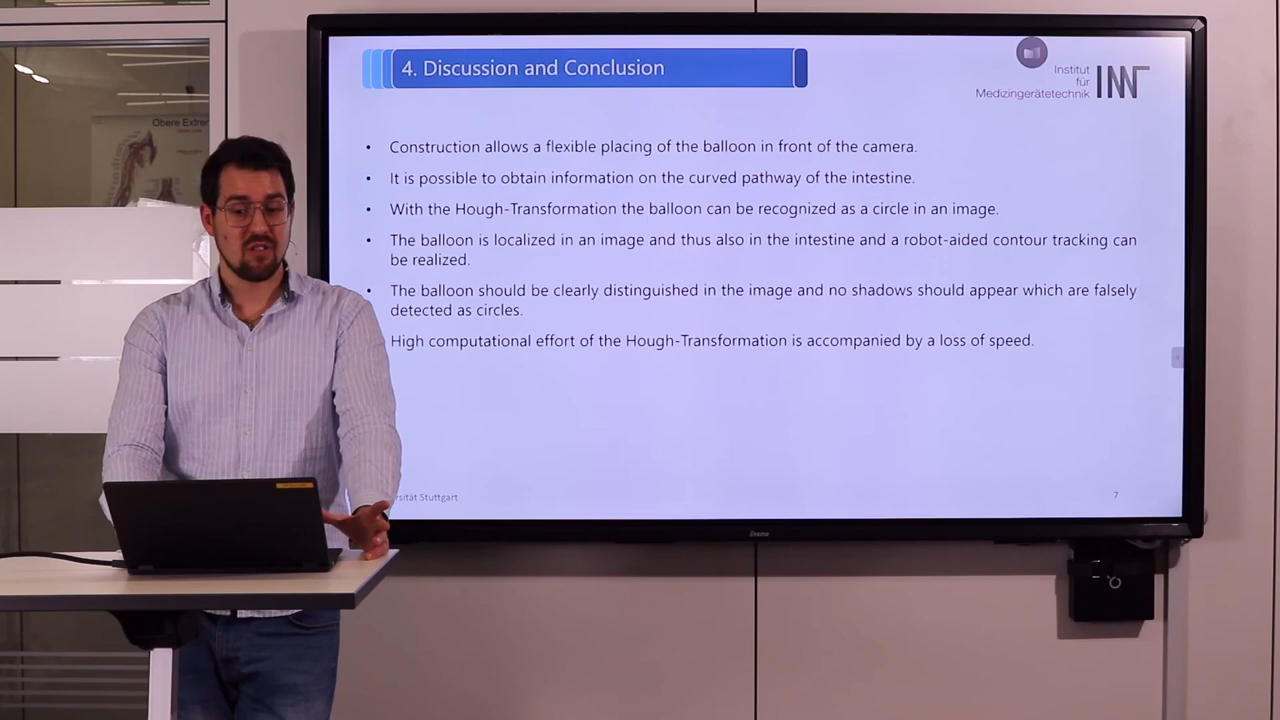 4. Discussion and Conclusion
Institut
für
Medizingerätetechnik
Obere Extrem
• Construction allows a flexible placing of the balloon in front of the camera.
• It is possible to obtain information on the curved pathway of the intestine.
• With the Hough-Transformation the balloon can be recognized as a circle in an image.
• The balloon is localized in an image and thus also in the intestine and a robot-aided contour tracking can
be realized.
• The balloon should be clearly distinguished in the image and no shadows should appear which are falsely
detected as circles.
High computational effort of the Hough-Transformation is accompanied by a loss of speed.
rsität Stuttgart
7
iiyama